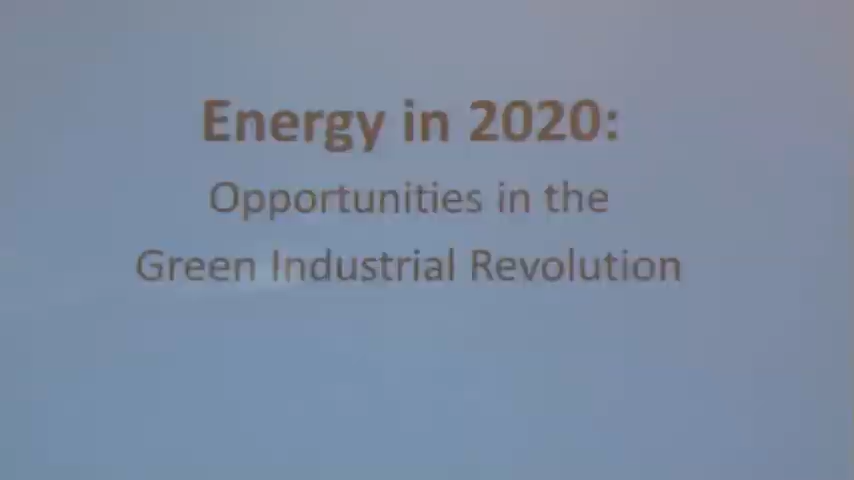 Energy in 2020:
Opportunities in the
Green Industrial Revolution